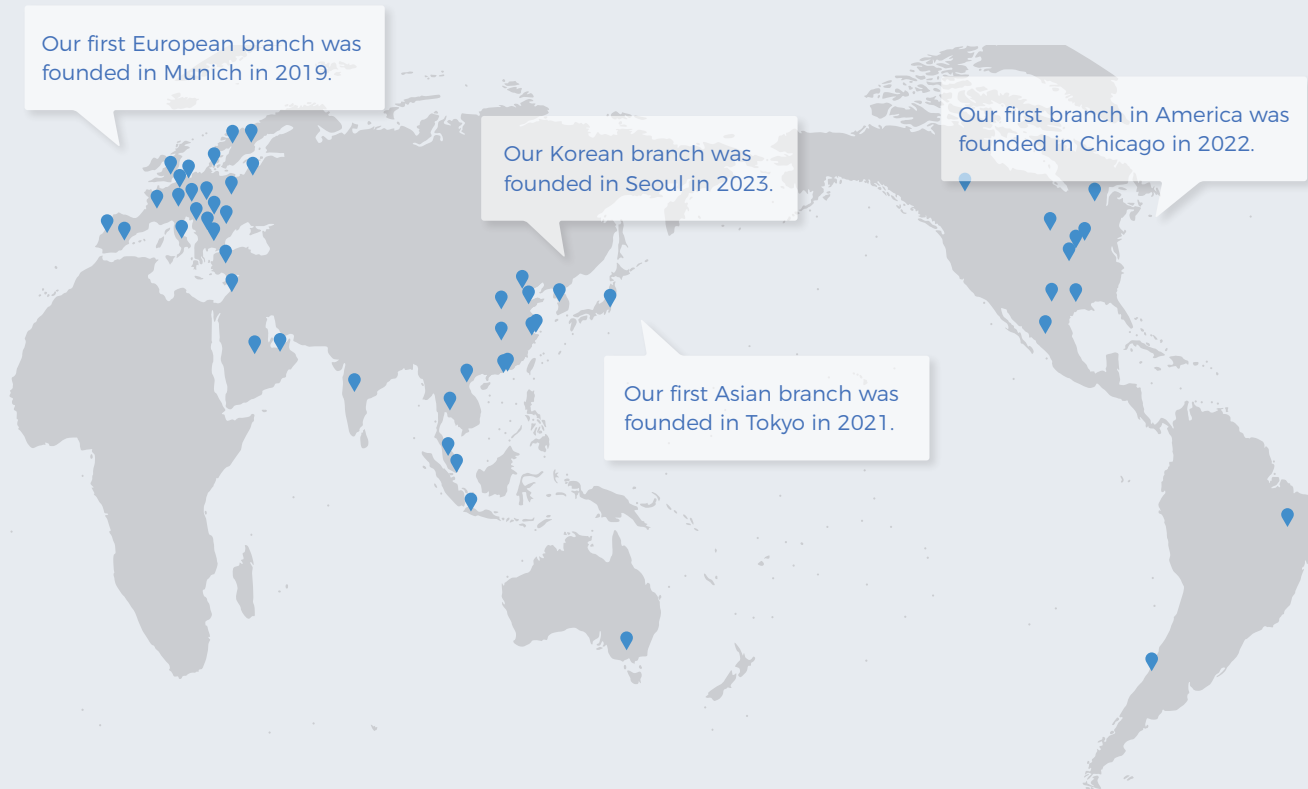 Our first European branch was
founded in Munich in 2019.
Our first branch in America was
founded in Chicago in 2022.
Our Korean branch was
founded in Seoul in 2023.
Our first Asian branch was
founded in Tokyo in 2021.